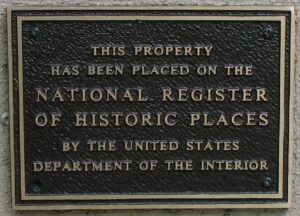 THIS PROPERTY
HAS BEEN PLACED ON THE
NATIONAL REGISTER
OF HISTORIC PLACES
BY THE UNITED STATES
DEPARTMENT OF THE INTERIOR